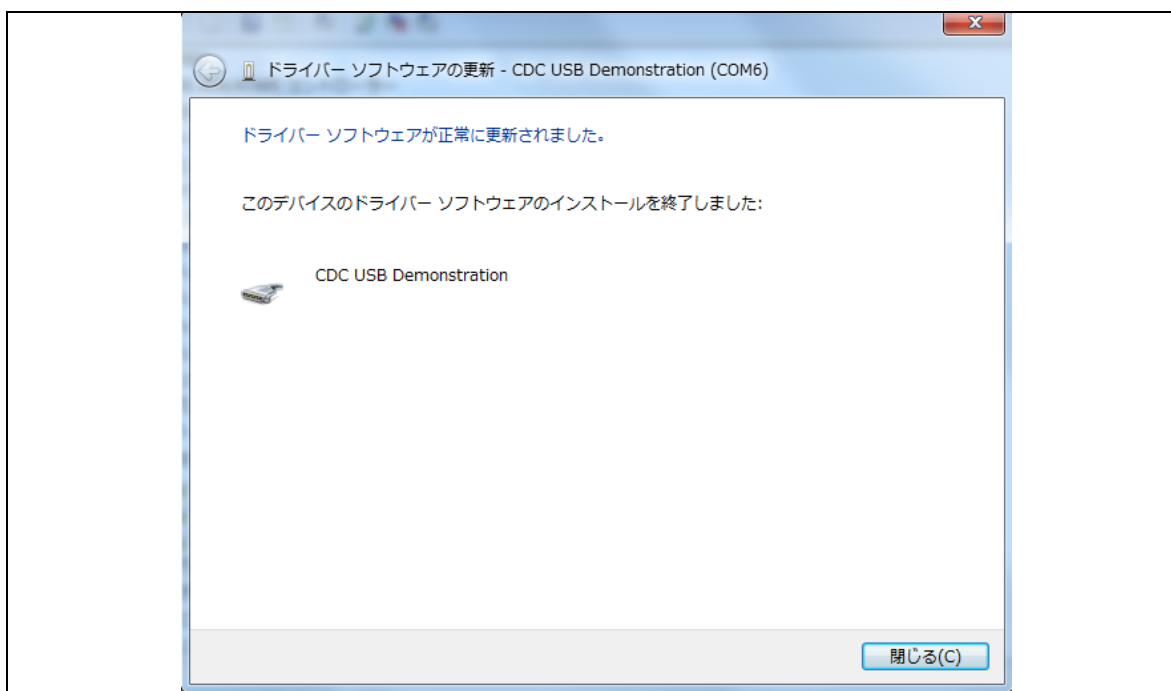 ドライバー ソフトウェアの更新 - CDC USB Demonstration (COM6)
ドライバー ソフトウェアが正常に更新されました。
このデバイスのドライバー ソフトウェアのインストールを終了しました:
CDC USB Demonstration
閉じる(C)